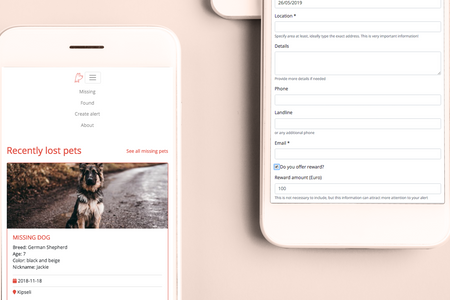 Missing
Found
Create alert
About
Recently lost pets
See all missing pets
MISSING DOG
Breed: German Shepherd
Age: 7
Color: black and beige
Nickname: Jackie
2018-11-18
Kipseli
26/05/2019
Location *
Specify area at least, ideally type the exact address. This is very important information!
Details
Provide more details if needed
Phone
Landline
or any additional phone
Email *
Do you offer reward?
Reward amount (Euro)
100
This is not necessary to include, but this information can attract more attention to your alert